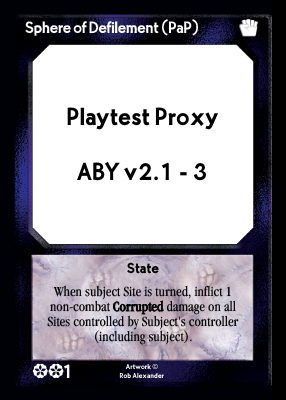 Sphere of Defilement (PaP)
Playtest Proxy
ABY v2.1 - 3
State
When subject Site is turned, inflict 1
non-combat Corrupted damage on all
Sites controlled by Subject's controller
(including subject).
1
Artwork ©
Rob Alexander